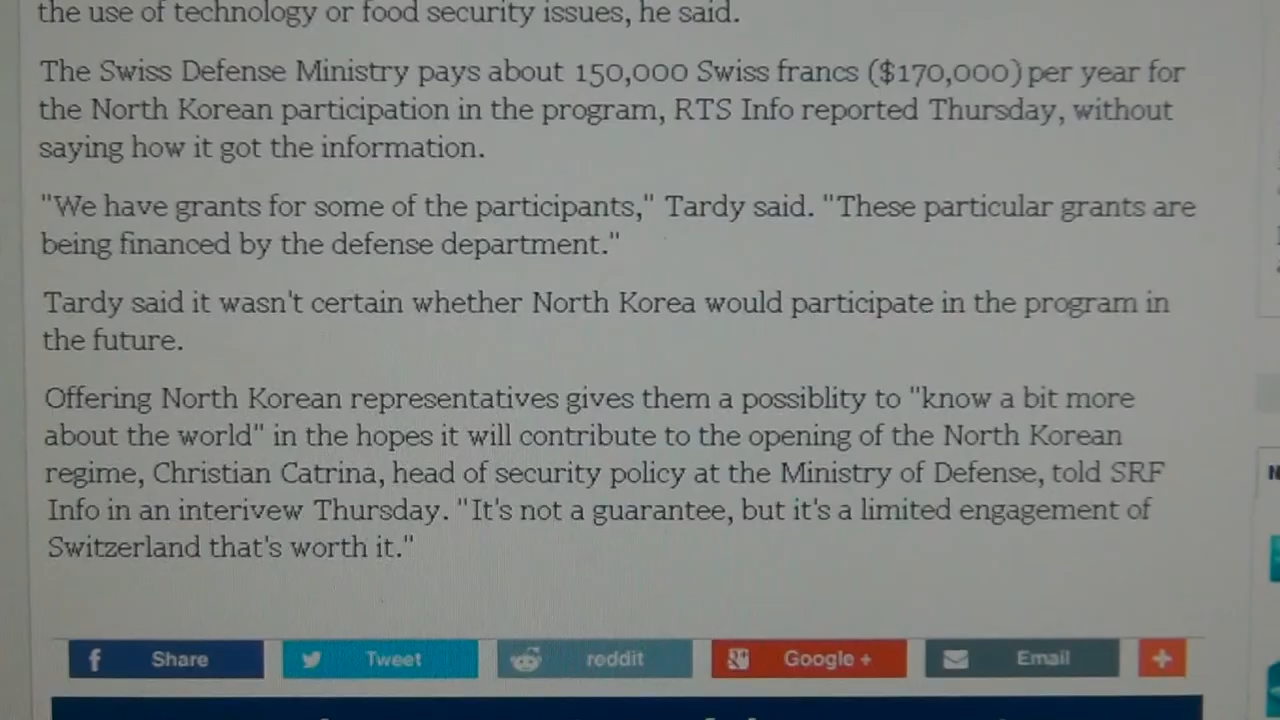 the use of technology or food security issues, he said.
The Swiss Defense Ministry pays about 150,000 Swiss francs ($170,000) per year for
the North Korean participation in the program, RTS Info reported Thursday, without
saying how it got the information.
"We have grants for some of the participants," Tardy said. "These particular grants are
being financed by the defense department."
Tardy said it wasn't certain whether North Korea would participate in the program in
the future.
Offering North Korean representatives gives them a possiblity to "know a bit more
about the world" in the hopes it will contribute to the opening of the North Korean
regime, Christian Catrina, head of security policy at the Ministry of Defense, told SRF
Info in an interivew Thursday. "It's not a guarantee, but it's a limited engagement of
Switzerland that's worth it."
f Share Tweet reddit Google + Email +